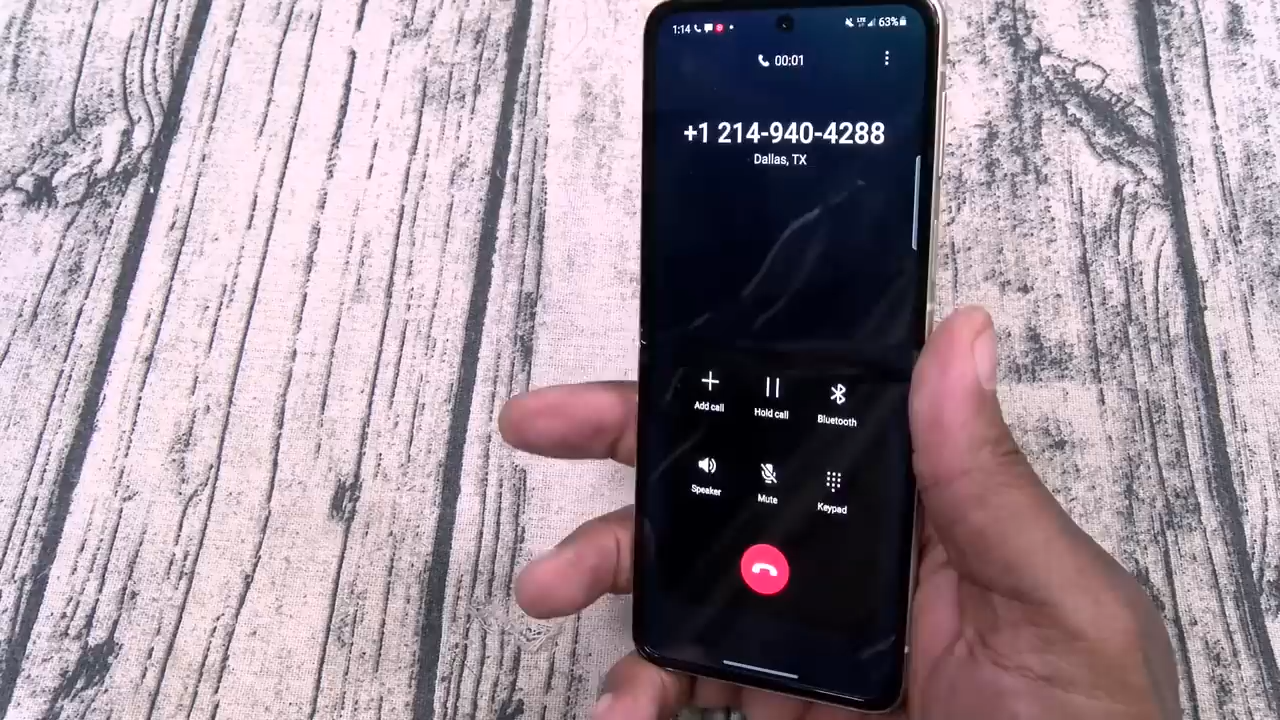 1:14 LTE 63%
00:01
+1 214-940-4288
Dallas, TX
Add call Hold call Bluetooth
Speaker Mute Keypad